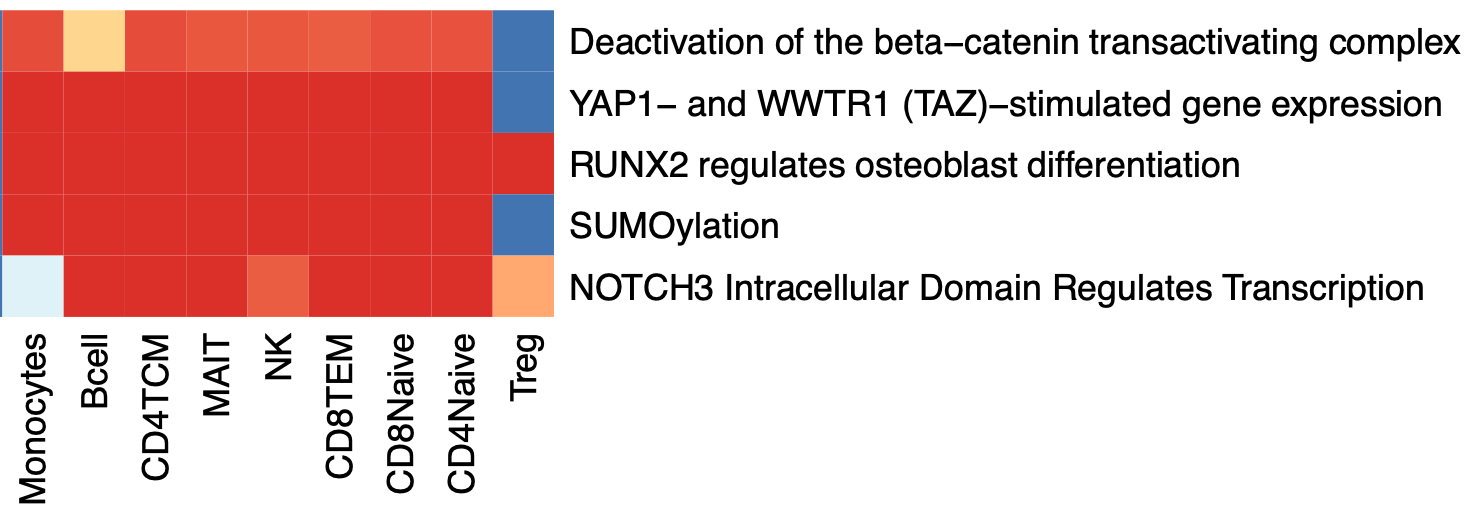 Deactivation of the beta−catenin transactivating complex
YAP1− and WWTR1 (TAZ)−stimulated gene expression
RUNX2 regulates osteoblast differentiation
SUMOylation
NOTCH3 Intracellular Domain Regulates Transcription
Monocytes
Bcell
CD4TCM
MAIT
NK
CD8TEM
CD8Naive
CD4Naive
Treg